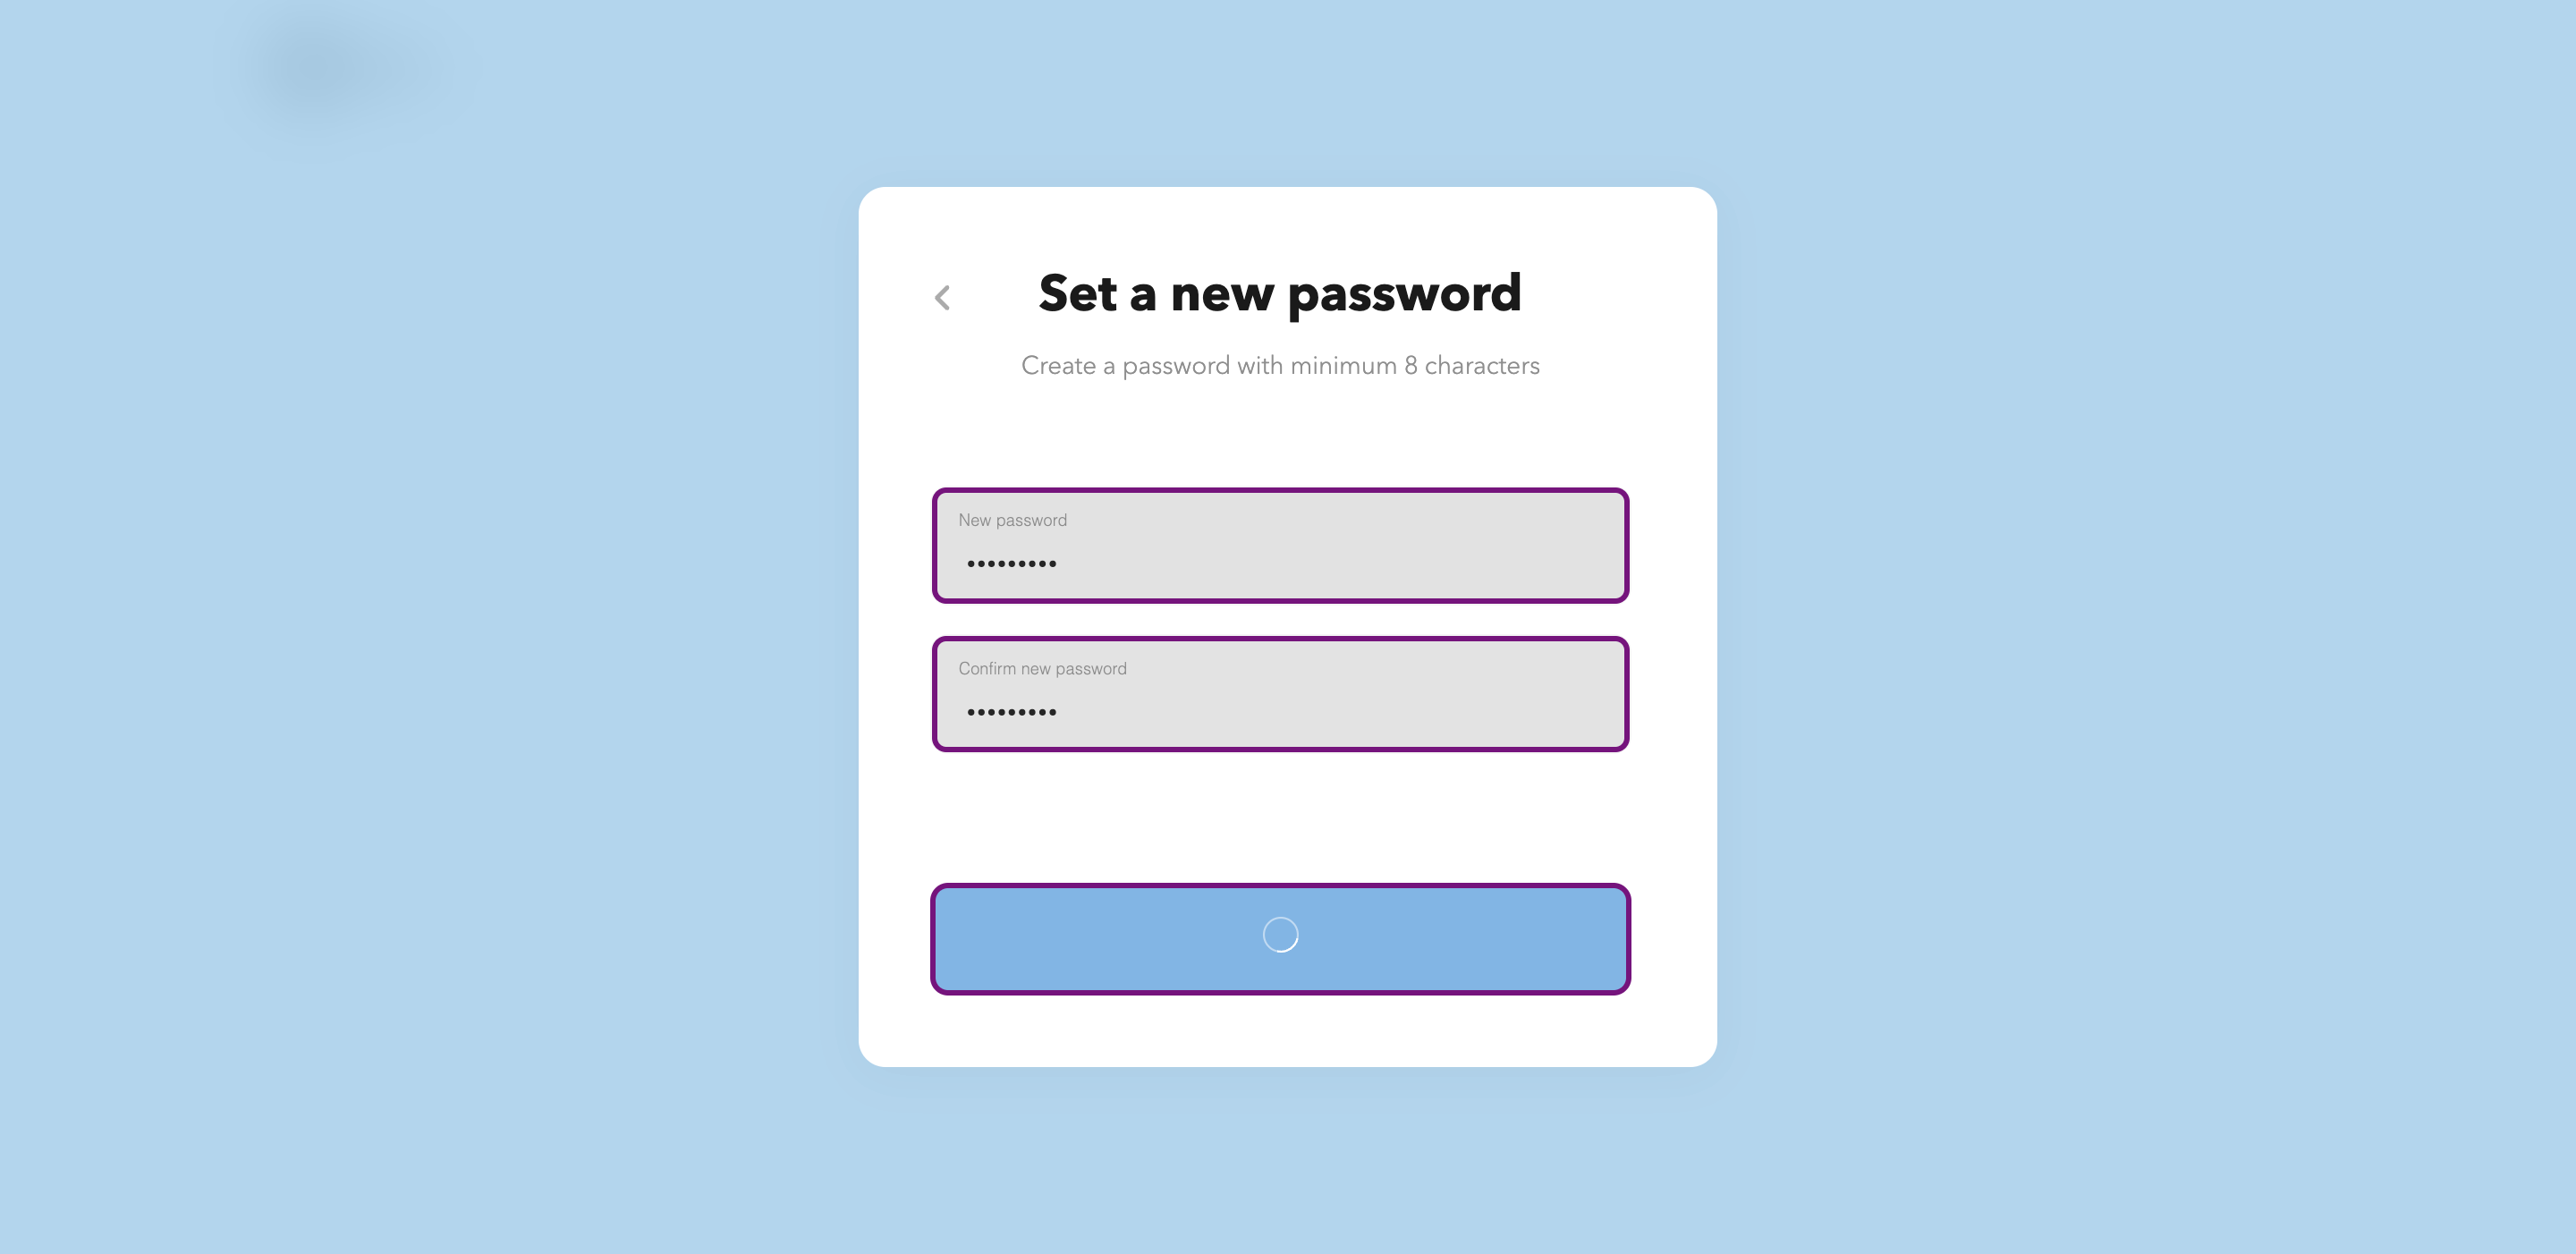 Set a new password
Create a password with minimum 8 characters
New password
•••••••••
Confirm new password
•••••••••